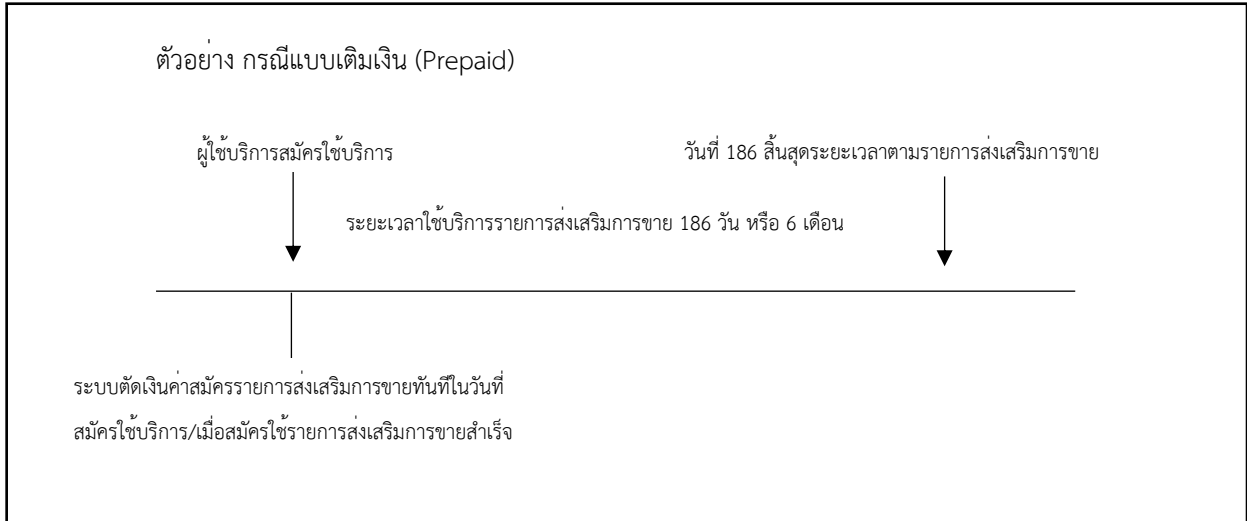 ตัวอย่าง กรณีแบบเติมเงิน (Prepaid)
ผู้ใช้บริการสมัครใช้บริการ
วันที่ 186 สิ้นสุดระยะเวลาตามรายการส่งเสริมการขาย
ระยะเวลาใช้บริการรายการส่งเสริมการขาย 186 วัน หรือ 6 เดือน
ระบบตัดเงินค่าสมัครรายการส่งเสริมการขายทันทีในวันที่
สมัครใช้บริการ/เมื่อสมัครใช้รายการส่งเสริมการขายสำเร็จ